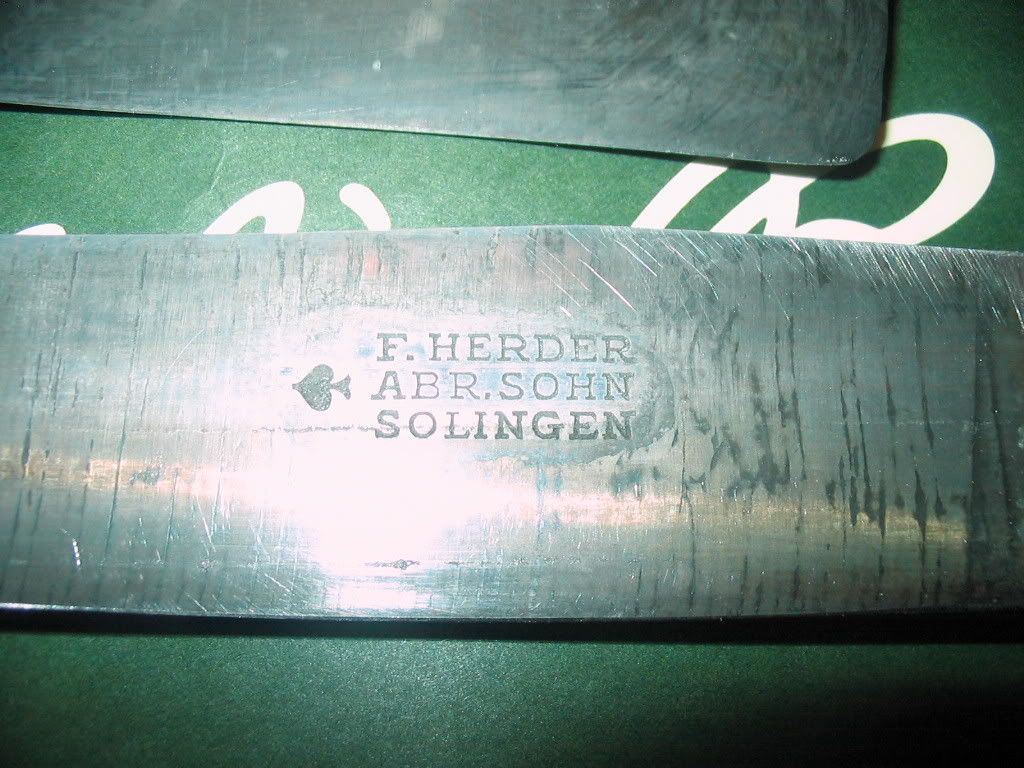 F. HERDER
ABR. SOHN
SOLINGEN